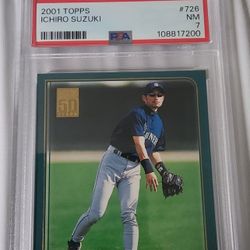 2001 TOPPS #726
ICHIRO SUZUKI NM
PSA 7
108817200
50